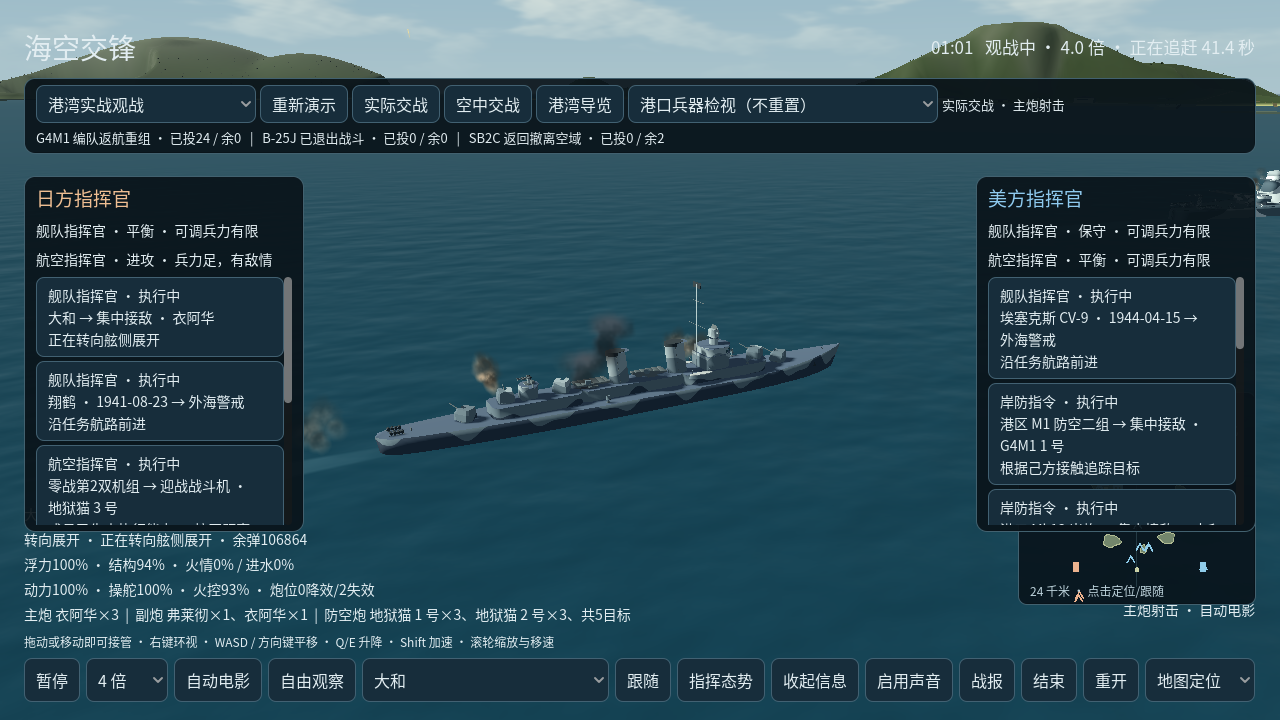 海空交锋
01:01 观战中 · 4.0 倍 · 正在追赶 41.4 秒
港湾实战观战
重新演示
实际交战
空中交战
港湾导览
港口兵器检视（不重置）
实际交战 · 主炮射击
G4M1 编队返航重组 · 已投24 / 余0 | B-25J 已退出战斗 · 已投0 / 余0 | SB2C 返回撤离空域 · 已投0 / 余2
日方指挥官
舰队指挥官 · 平衡 · 可调兵力有限
航空指挥官 · 进攻 · 兵力足，有敌情
舰队指挥官 · 执行中
大和 → 集中接敌 · 衣阿华
正在转向舷侧展开
舰队指挥官 · 执行中
翔鹤 · 1941-08-23 → 外海警戒
沿任务航路前进
航空指挥官 · 执行中
零战第2双机组 → 迎战战斗机 ·
地狱猫 3 号
美方指挥官
舰队指挥官 · 保守 · 可调兵力有限
航空指挥官 · 平衡 · 可调兵力有限
舰队指挥官 · 执行中
埃塞克斯 CV-9 · 1944-04-15 →
外海警戒
沿任务航路前进
岸防指令 · 执行中
港区 M1 防空二组 → 集中接敌 ·
G4M1 1 号
根据己方接触追踪目标
岸防指令 · 执行中
转向展开 · 正在转向舷侧展开 · 余弹106864
浮力100% · 结构94% · 火情0% / 进水0%
动力100% · 操舵100% · 火控93% · 炮位0降效/2失效
主炮 衣阿华×3 | 副炮 弗莱彻×1、衣阿华×1 | 防空炮 地狱猫 1 号×3、地狱猫 2 号×3、共5目标
24 千米 · 点击定位/跟随
主炮射击 · 自动电影
拖动或移动即可接管 · 右键环视 · WASD / 方向键平移 · Q/E 升降 · Shift 加速 · 滚轮缩放与移速
暂停
4 倍
自动电影
自由观察
大和
跟随
指挥态势
收起信息
启用声音
战报
结束
重开
地图定位